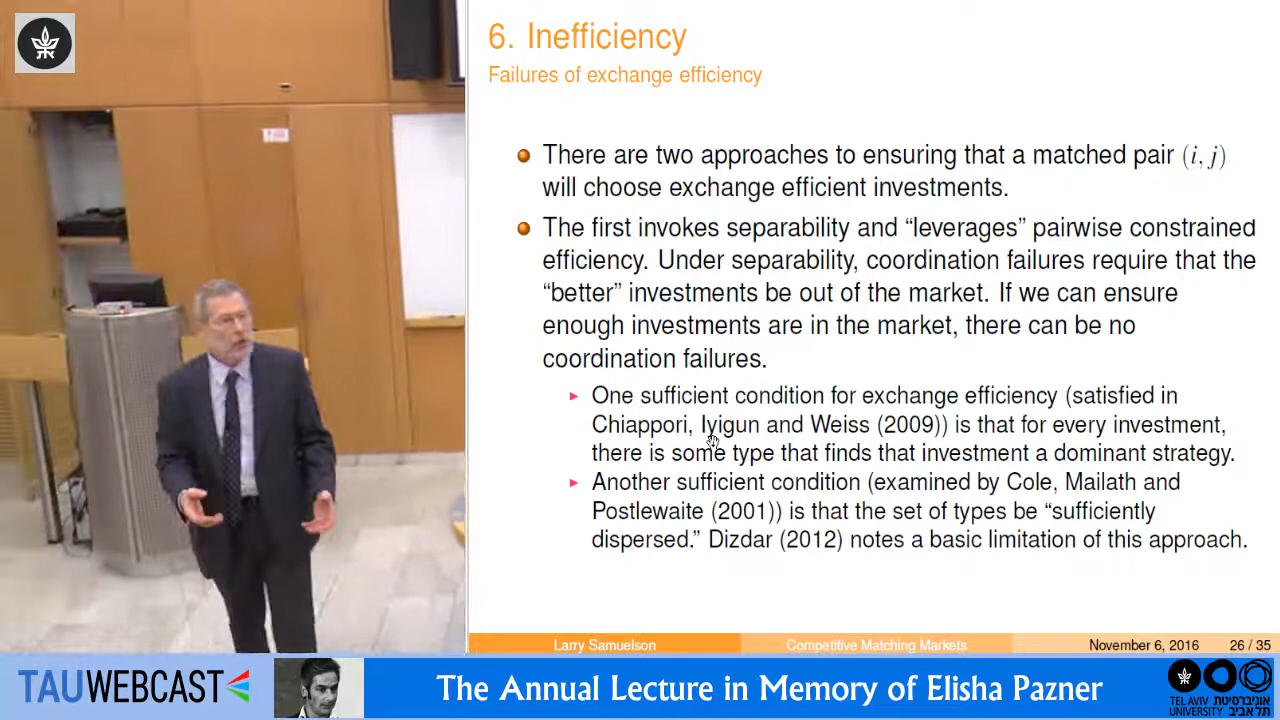 6. Inefficiency
Failures of exchange efficiency
There are two approaches to ensuring that a matched pair (i, j)
will choose exchange efficient investments.
The first invokes separability and “leverages” pairwise constrained
efficiency. Under separability, coordination failures require that the
“better” investments be out of the market. If we can ensure
enough investments are in the market, there can be no
coordination failures.
One sufficient condition for exchange efficiency (satisfied in
Chiappori, Iyigun and Weiss (2009)) is that for every investment,
there is some type that finds that investment a dominant strategy.
Another sufficient condition (examined by Cole, Mailath and
Postlewaite (2001)) is that the set of types be “sufficiently
dispersed.” Dizdar (2012) notes a basic limitation of this approach.
Larry Samuelson
Competitive Matching Markets
November 6, 2016
26 / 35
TAUWEBCAST
The Annual Lecture in Memory of Elisha Pazner
TEL AVIV אוניברסיטת
UNIVERSITY תל אביב